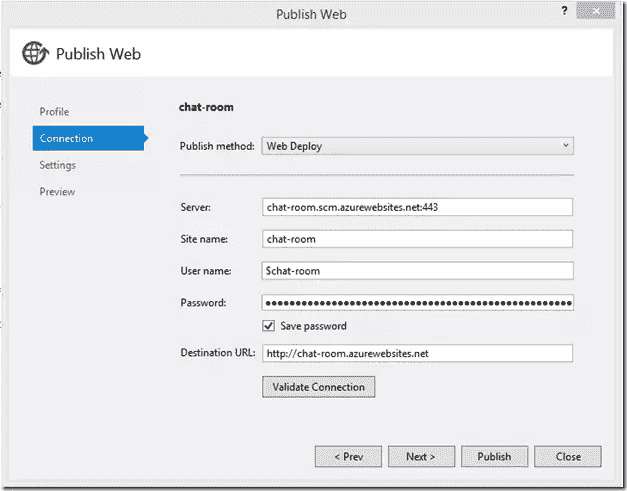 Publish Web
?
Publish Web
Profile
Connection
Settings
Preview
chat-room
Publish method: Web Deploy
Server: chat-room.scm.azurewebsites.net:443
Site name: chat-room
User name: $chat-room
Password: ●●●●●●●●●●●●●●●●●●●●●●●●●●●●●●●●●●●●●●●●●●●●●●●●●●●●
Save password
Destination URL: http://chat-room.azurewebsites.net
Validate Connection
< Prev Next > Publish Close